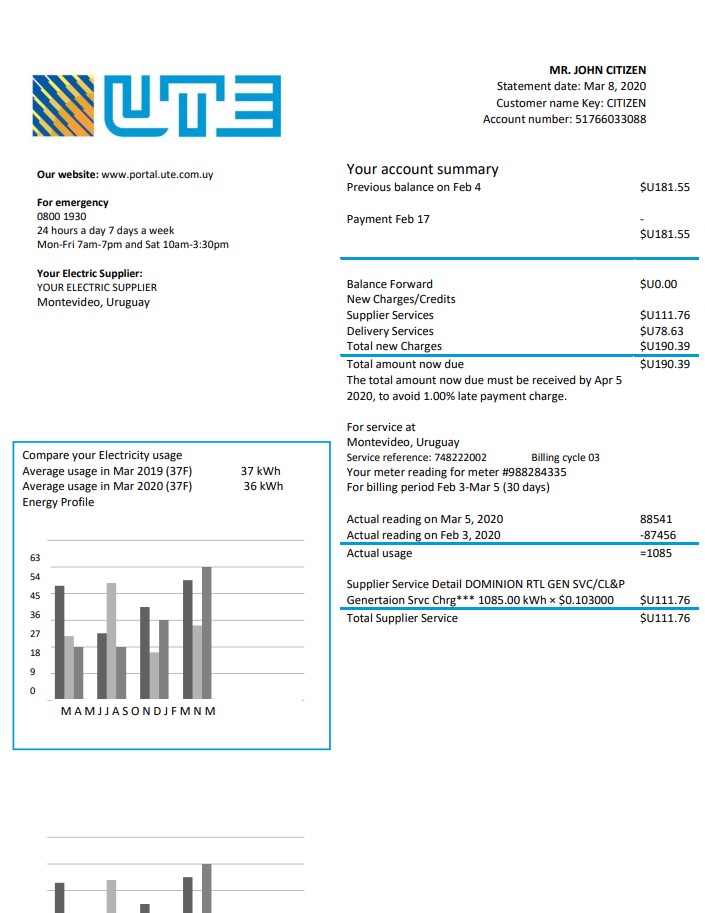 UTE
MR. JOHN CITIZEN
Statement date: Mar 8, 2020
Customer name Key: CITIZEN
Account number: 51766033088
Our website: www.portal.ute.com.uy
For emergency
0800 1930
24 hours a day 7 days a week
Mon-Fri 7am-7pm and Sat 10am-3:30pm
Your Electric Supplier:
YOUR ELECTRIC SUPPLIER
Montevideo, Uruguay
Your account summary
Previous balance on Feb 4 $U181.55
Payment Feb 17 -
$U181.55
Balance Forward $U0.00
New Charges/Credits
Supplier Services $U111.76
Delivery Services $U78.63
Total new Charges $U190.39
Total amount now due $U190.39
The total amount now due must be received by Apr 5
2020, to avoid 1.00% late payment charge.
For service at
Montevideo, Uruguay
Service reference: 748222002 Billing cycle 03
Your meter reading for meter #988284335
For billing period Feb 3-Mar 5 (30 days)
Actual reading on Mar 5, 2020 88541
Actual reading on Feb 3, 2020 -87456
Actual usage =1085
Supplier Service Detail DOMINION RTL GEN SVC/CL&P
Genertaion Srvc Chrg*** 1085.00 kWh × $0.103000 $U111.76
Total Supplier Service $U111.76
Compare your Electricity usage
Average usage in Mar 2019 (37F) 37 kWh
Average usage in Mar 2020 (37F) 36 kWh
Energy Profile
63
54
45
36
27
18
9
0
M A M J J A S O N D J F M N M